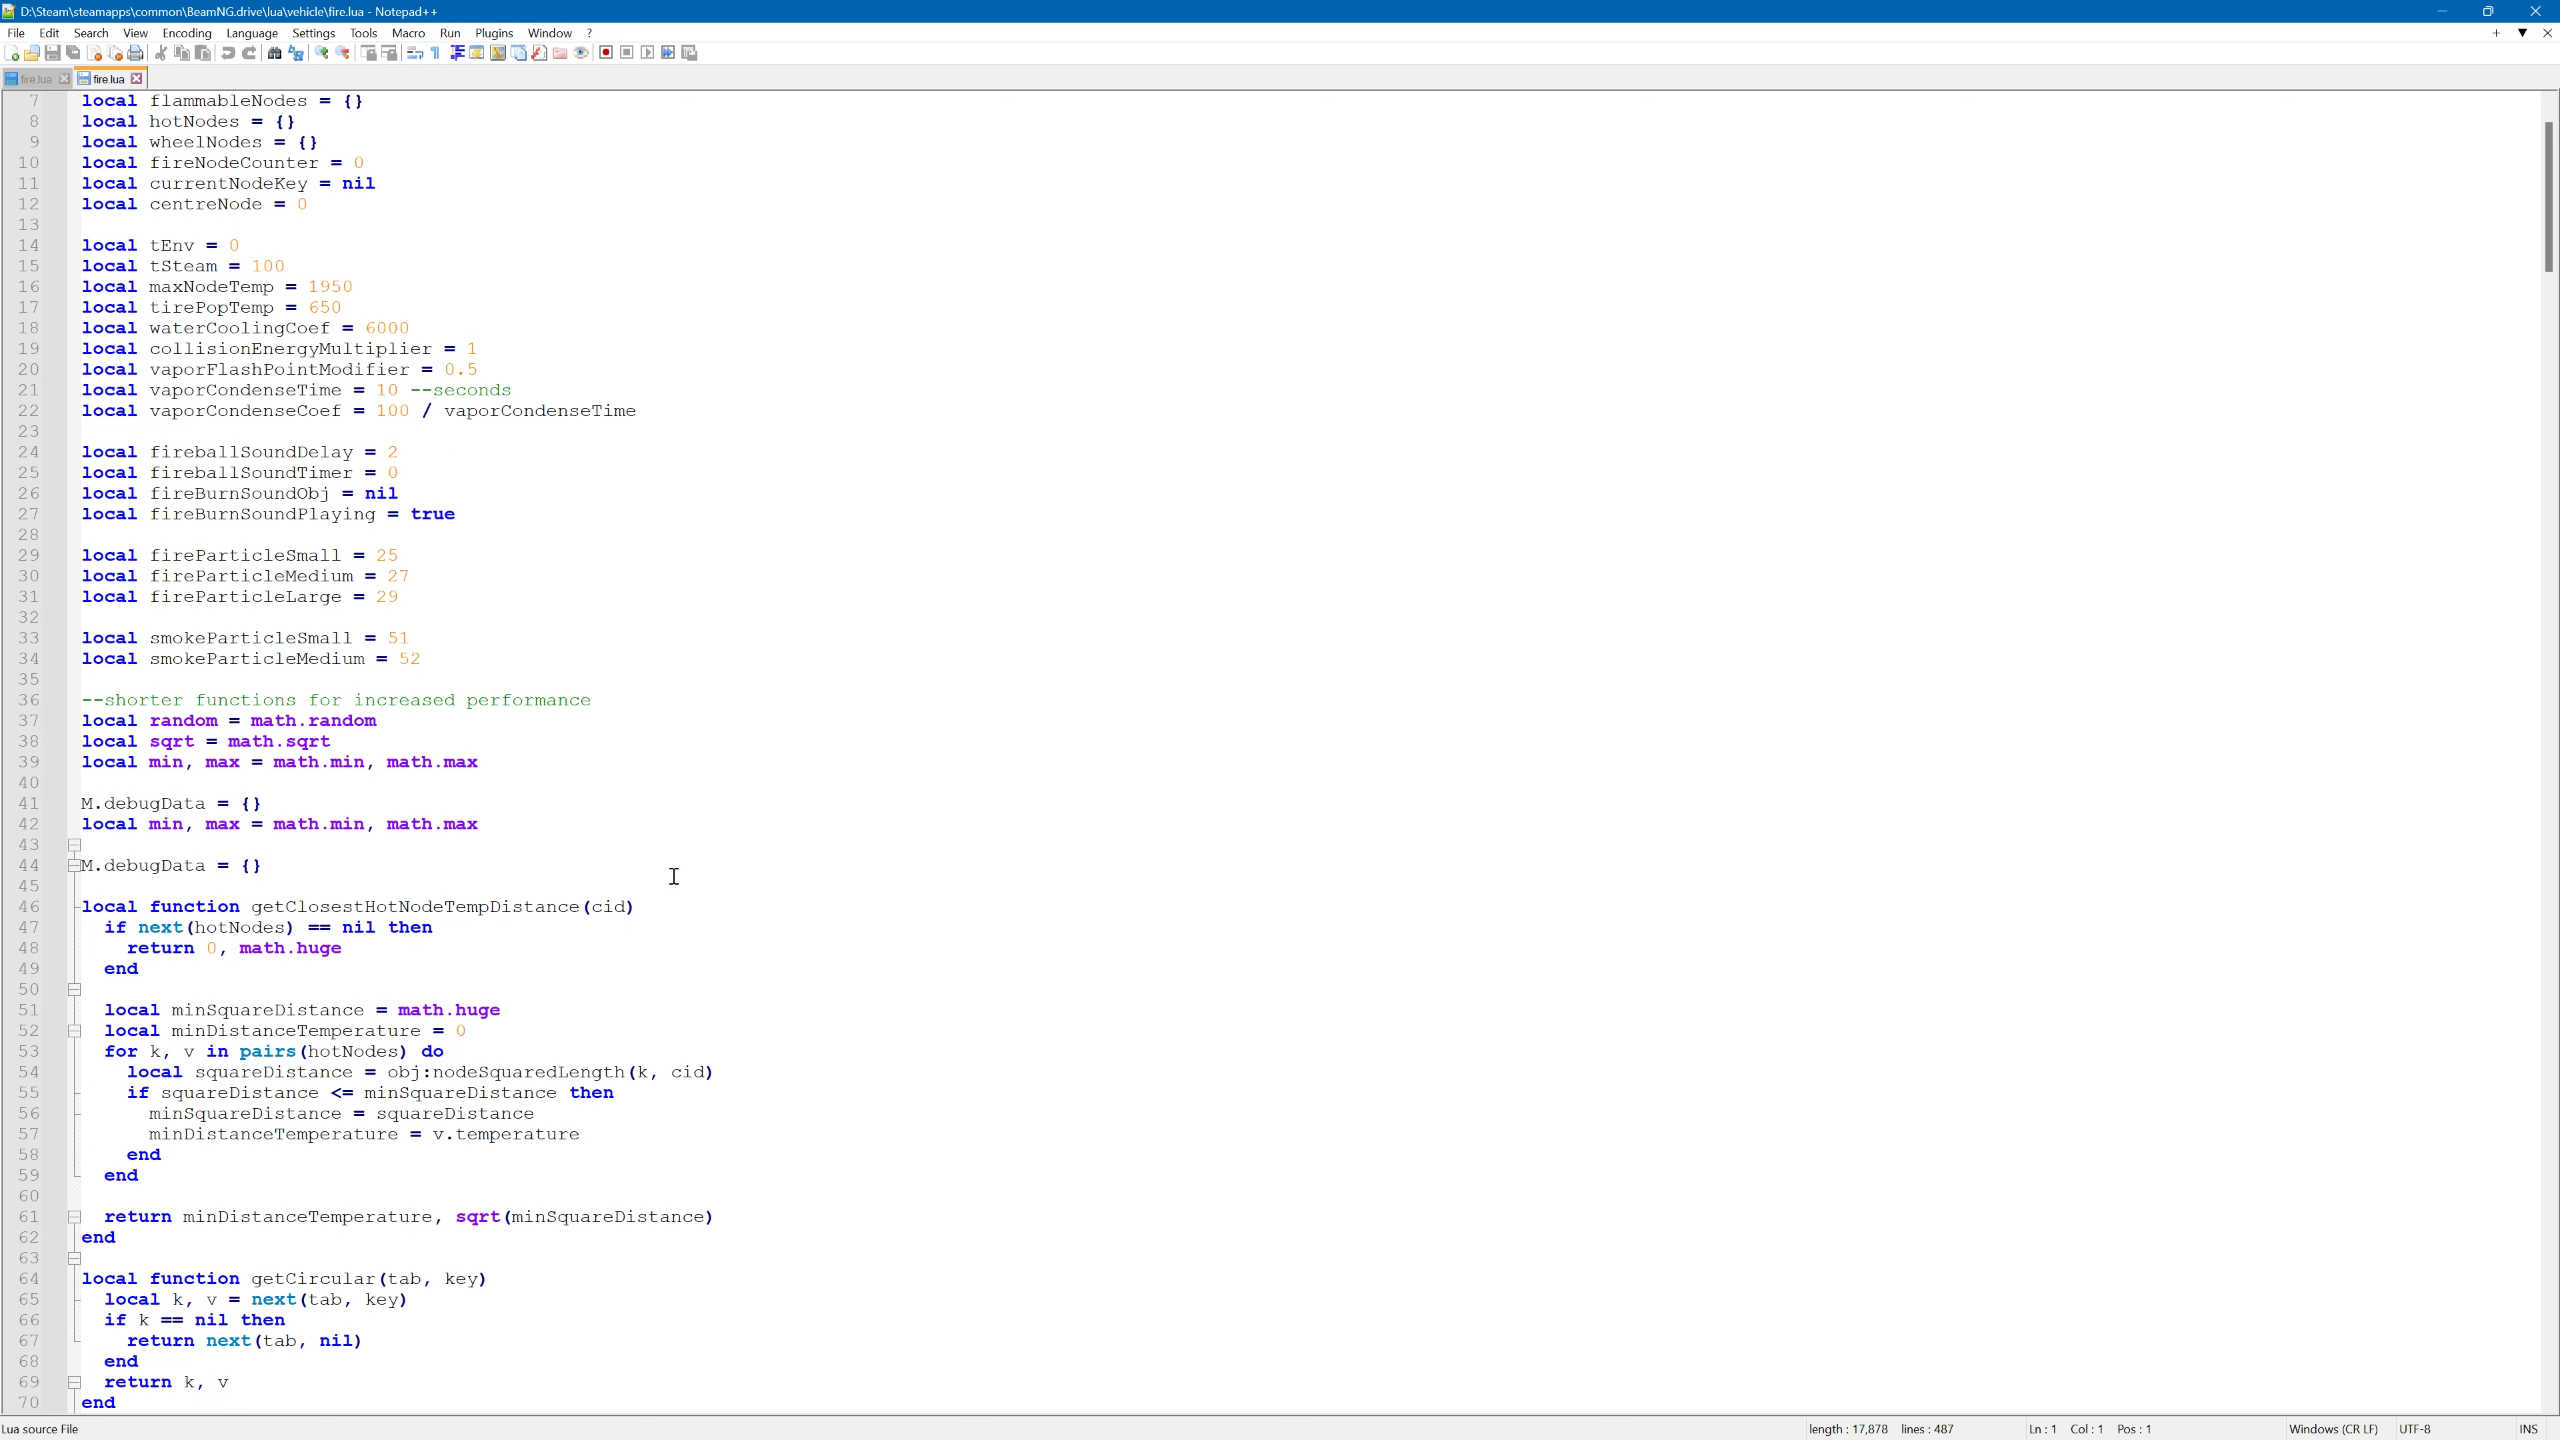 D:\Steam\steamapps\common\BeamNG.drive\lua\vehicle\fire.lua - Notepad++
File Edit Search View Encoding Language Settings Tools Macro Run Plugins Window ?
fire.lua fire.lua
7 local flammableNodes = {}
8 local hotNodes = {}
9 local wheelNodes = {}
10 local fireNodeCounter = 0
11 local currentNodeKey = nil
12 local centreNode = 0
13
14 local tEnv = 0
15 local tSteam = 100
16 local maxNodeTemp = 1950
17 local tirePopTemp = 650
18 local waterCoolingCoef = 6000
19 local collisionEnergyMultiplier = 1
20 local vaporFlashPointModifier = 0.5
21 local vaporCondenseTime = 10 --seconds
22 local vaporCondenseCoef = 100 / vaporCondenseTime
23
24 local fireballSoundDelay = 2
25 local fireballSoundTimer = 0
26 local fireBurnSoundObj = nil
27 local fireBurnSoundPlaying = true
28
29 local fireParticleSmall = 25
30 local fireParticleMedium = 27
31 local fireParticleLarge = 29
32
33 local smokeParticleSmall = 51
34 local smokeParticleMedium = 52
35
36 --shorter functions for increased performance
37 local random = math.random
38 local sqrt = math.sqrt
39 local min, max = math.min, math.max
40
41 M.debugData = {}
42 local min, max = math.min, math.max
43
44 M.debugData = {}
45
46 local function getClosestHotNodeTempDistance(cid)
47 if next(hotNodes) == nil then
48 return 0, math.huge
49 end
50
51 local minSquareDistance = math.huge
52 local minDistanceTemperature = 0
53 for k, v in pairs(hotNodes) do
54 local squareDistance = obj:nodeSquaredLength(k, cid)
55 if squareDistance <= minSquareDistance then
56 minSquareDistance = squareDistance
57 minDistanceTemperature = v.temperature
58 end
59 end
60
61 return minDistanceTemperature, sqrt(minSquareDistance)
62 end
63
64 local function getCircular(tab, key)
65 local k, v = next(tab, key)
66 if k == nil then
67 return next(tab, nil)
68 end
69 return k, v
70 end
Lua source File length : 17,878 lines : 487 Ln : 1 Col : 1 Pos : 1 Windows (CR LF) UTF-8 INS